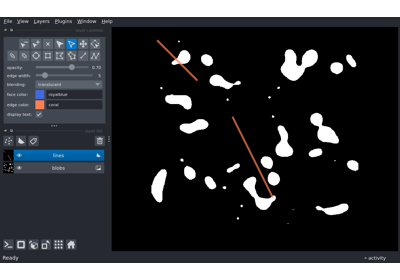 File View Layers Plugins Window Help
opacity: 0.70
edge width: 5
blending: translucent
face color: royalblue
edge color: coral
display text: ✓
lines
blobs
Ready
activity